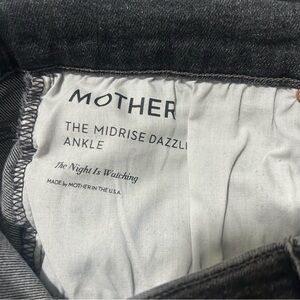 MOTHER
THE MIDRISE DAZZL
ANKLE
The Night Is Watching
MADE by MOTHER IN THE U.S.A.